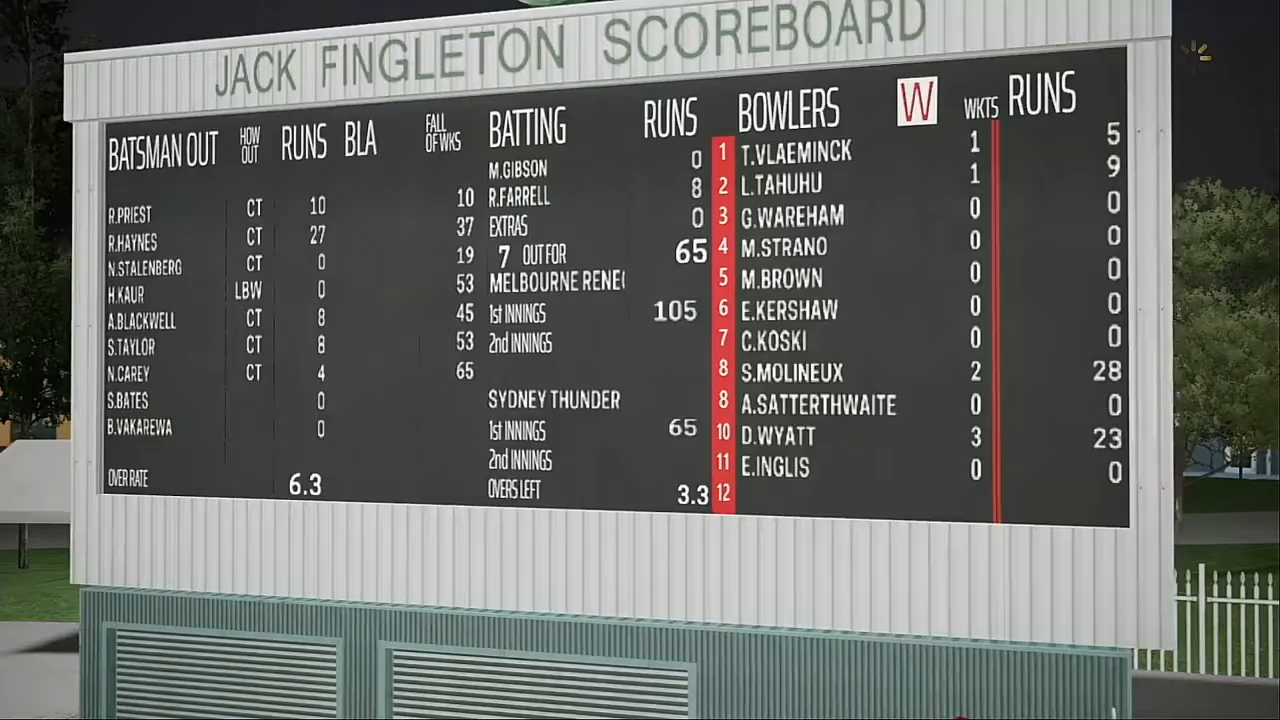 JACK FINGLETON SCOREBOARD
BATSMAN OUT HOW OUT RUNS BLA FALL OF WKS
R.PRIEST CT 10 10
R.HAYNES CT 27 37
N.STALENBERG CT 0 19
H.KAUR LBW 0 53
A.BLACKWELL CT 8 45
S.TAYLOR CT 8 53
N.CAREY CT 4 65
S.BATES 0
B.VAKAREWA 0
OVER RATE 6.3
BATTING RUNS
M.GIBSON 0
R.FARRELL 8
EXTRAS 0
7 OUT FOR 65
MELBOURNE RENE
1st INNINGS 105
2nd INNINGS
SYDNEY THUNDER
1st INNINGS 65
2nd INNINGS
OVERS LEFT 3.3
BOWLERS W WKTS RUNS
1 T.VLAEMINCK 1 5
2 L.TAHUHU 1 9
3 G.WAREHAM 0 0
4 M.STRANO 0 0
5 M.BROWN 0 0
6 E.KERSHAW 0 0
7 C.KOSKI 0 0
8 S.MOLINEUX 2 28
8 A.SATTERTHWAITE 0 0
10 D.WYATT 3 23
11 E.INGLIS 0 0
12